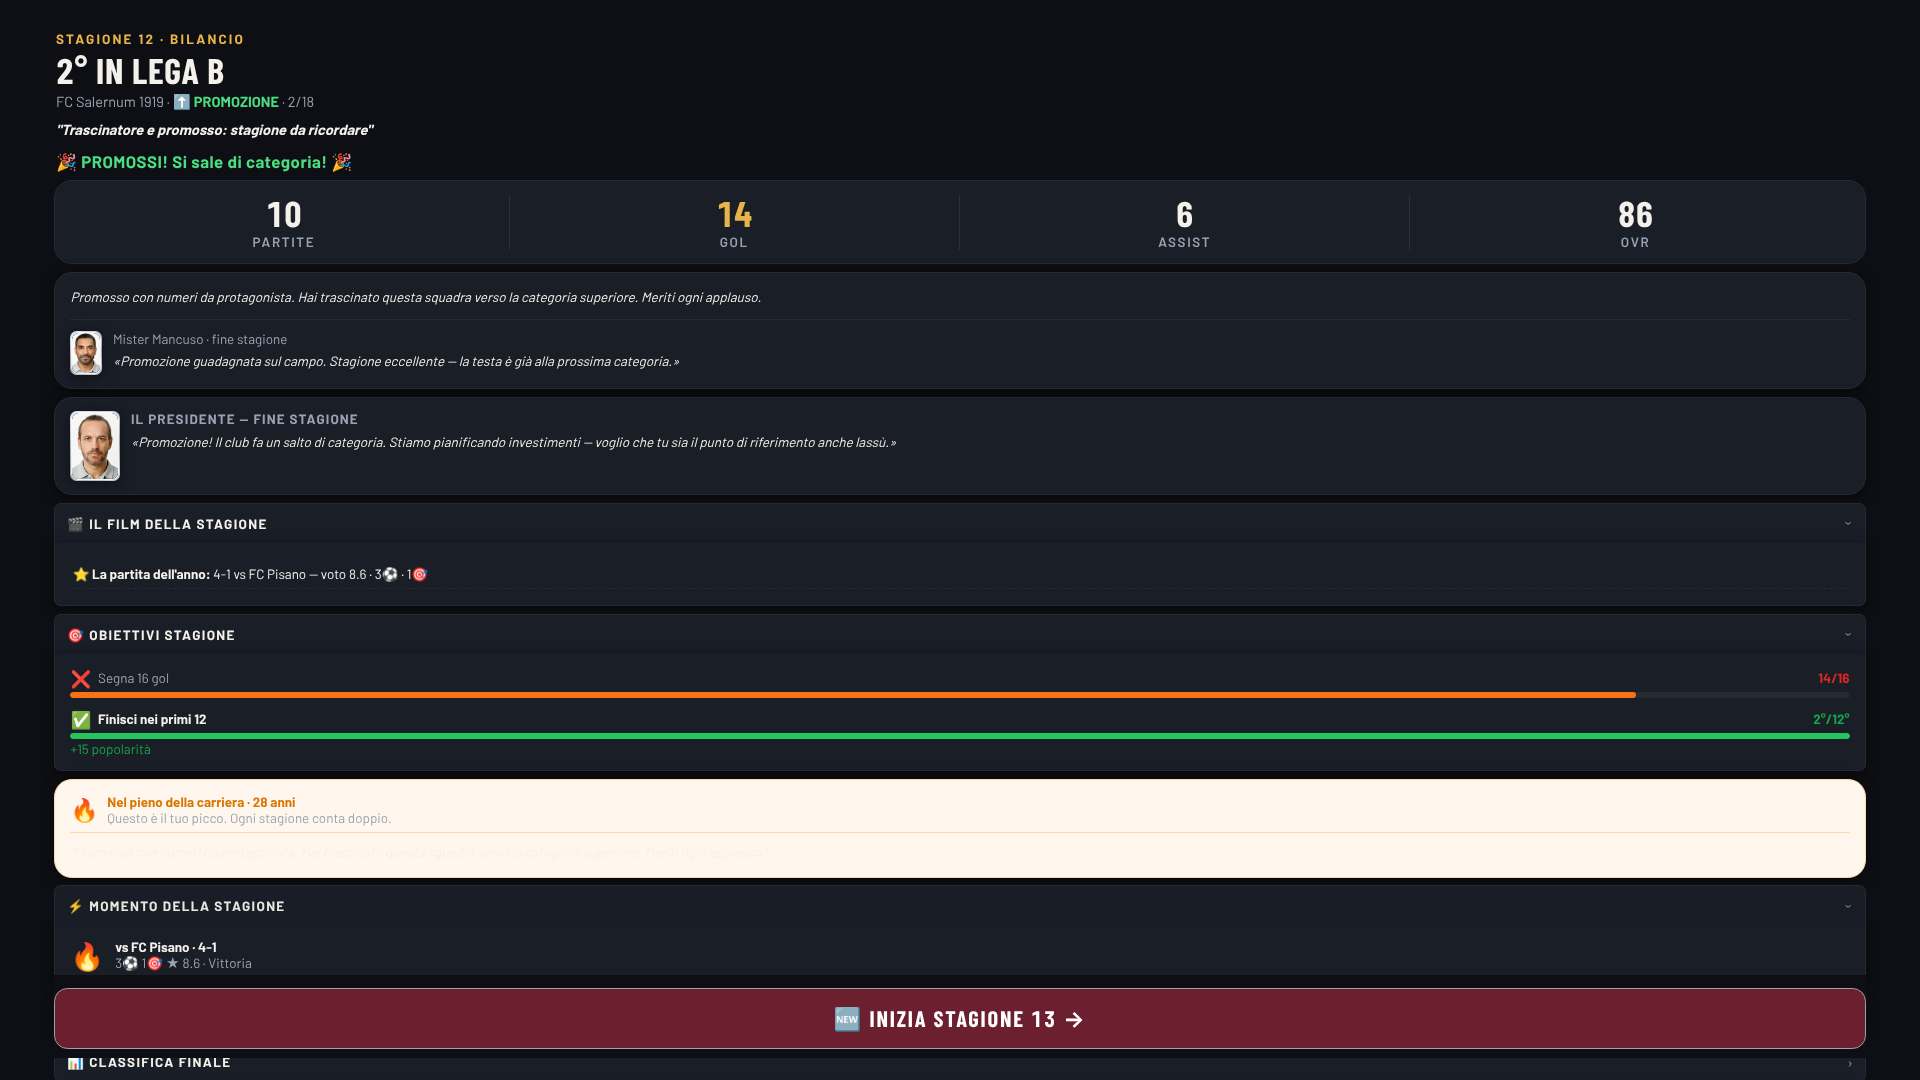 STAGIONE 12 · BILANCIO
2° IN LEGA B
FC Salernum 1919 · ⬆️ PROMOZIONE · 2/18
"Trascinatore e promosso: stagione da ricordare"
🎉 PROMOSSI! Si sale di categoria! 🎉
10 14 6 86
PARTITE GOL ASSIST OVR
Promosso con numeri da protagonista. Hai trascinato questa squadra verso la categoria superiore. Meriti ogni applauso.
Mister Mancuso · fine stagione
«Promozione guadagnata sul campo. Stagione eccellente — la testa è già alla prossima categoria.»
IL PRESIDENTE — FINE STAGIONE
«Promozione! Il club fa un salto di categoria. Stiamo pianificando investimenti — voglio che tu sia il punto di riferimento anche lassù.»
🎬 IL FILM DELLA STAGIONE
⭐ La partita dell'anno: 4-1 vs FC Pisano — voto 8.6 · 3⚽ · 1🎯
🎯 OBIETTIVI STAGIONE
❌ Segna 16 gol 14/16
✅ Finisci nei primi 12 2°/12°
+15 popolarità
🔥 Nel pieno della carriera · 28 anni
Questo è il tuo picco. Ogni stagione conta doppio.
⚡ MOMENTO DELLA STAGIONE
🔥 vs FC Pisano · 4-1
3⚽ 1🎯 ★ 8.6 · Vittoria
🆕 INIZIA STAGIONE 13 →
📊 CLASSIFICA FINALE